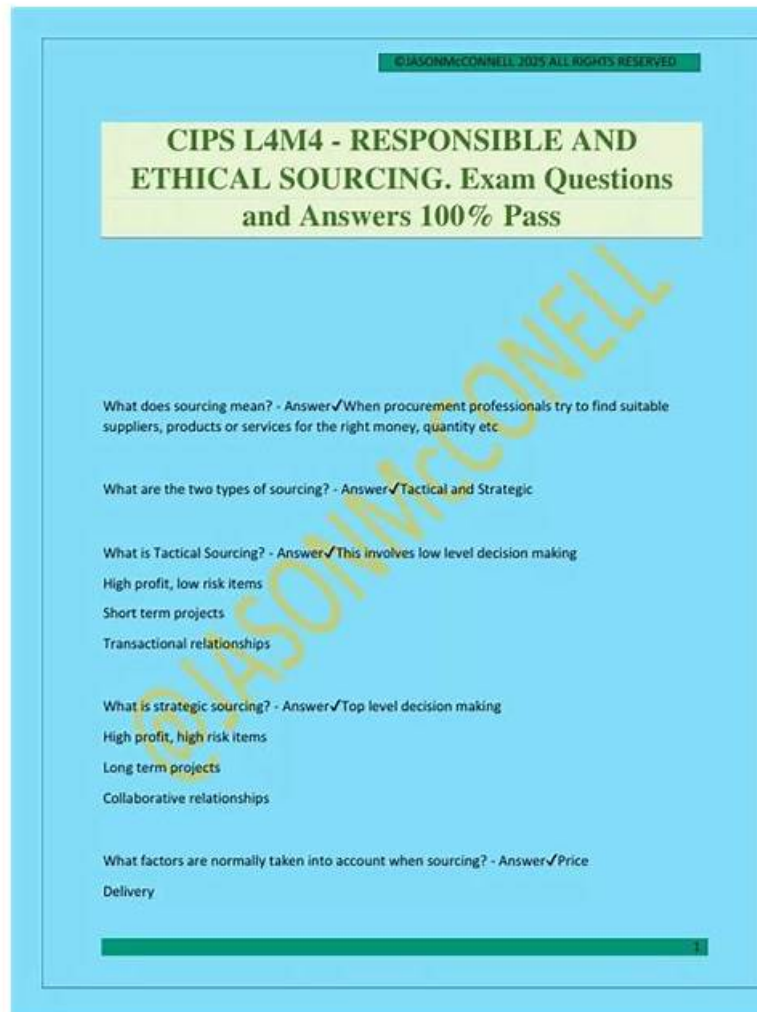 ©JASONMcCONNELL 2025 ALL RIGHTS RESERVED
CIPS L4M4 - RESPONSIBLE AND
ETHICAL SOURCING. Exam Questions
and Answers 100% Pass
What does sourcing mean? - Answer✓When procurement professionals try to find suitable
suppliers, products or services for the right money, quantity etc
What are the two types of sourcing? - Answer✓Tactical and Strategic
What is Tactical Sourcing? - Answer✓This involves low level decision making
High profit, low risk items
Short term projects
Transactional relationships
What is strategic sourcing? - Answer✓Top level decision making
High profit, high risk items
Long term projects
Collaborative relationships
What factors are normally taken into account when sourcing? - Answer✓Price
Delivery
1
@JASONMcCONELL